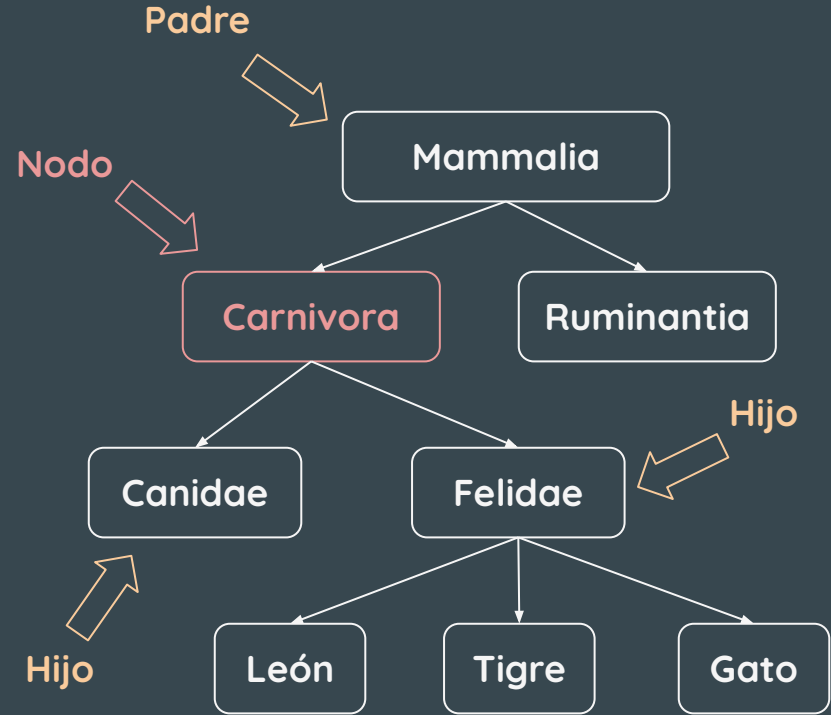 Padre
Mammalia
Nodo
Carnivora
Ruminantia
Hijo
Canidae
Felidae
Hijo
León
Tigre
Gato